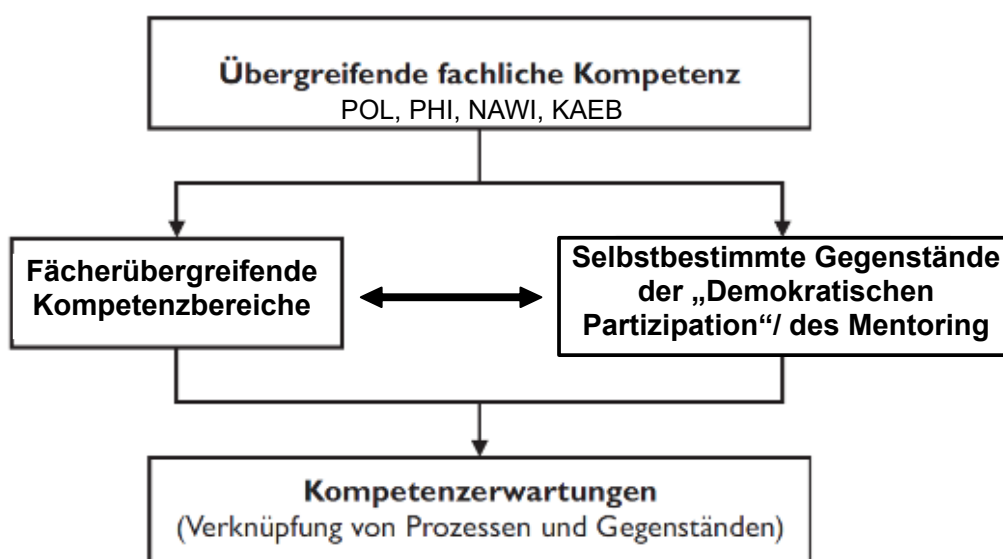 Übergreifende fachliche Kompetenz
POL, PHI, NAWI, KAEB
Fächerübergreifende
Kompetenzbereiche
Selbstbestimmte Gegenstände
der „Demokratischen
Partizipation“/ des Mentoring
Kompetenzerwartungen
(Verknüpfung von Prozessen und Gegenständen)